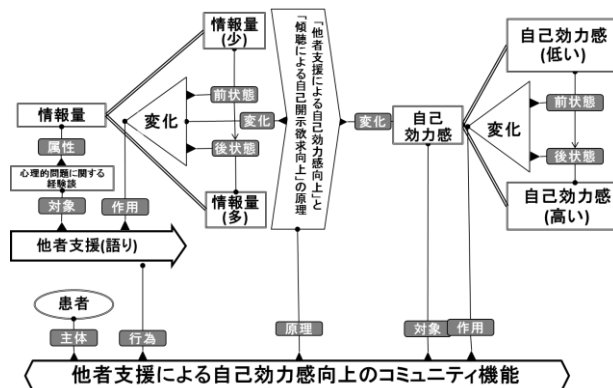 情報量
(少)
「他者支援による自己効力感向上」と
「傾聴による自己開示欲求向上」の原理
自己効力感
(低い)
前状態
前状態
情報量
変化
変化
変化
自己
効力感
変化
属性
後状態
後状態
心理的問題に関する
経験談
情報量
(多)
自己効力感
(高い)
対象
作用
他者支援(語り)
患者
主体
行為
原理
対象
作用
他者支援による自己効力感向上のコミュニティ機能